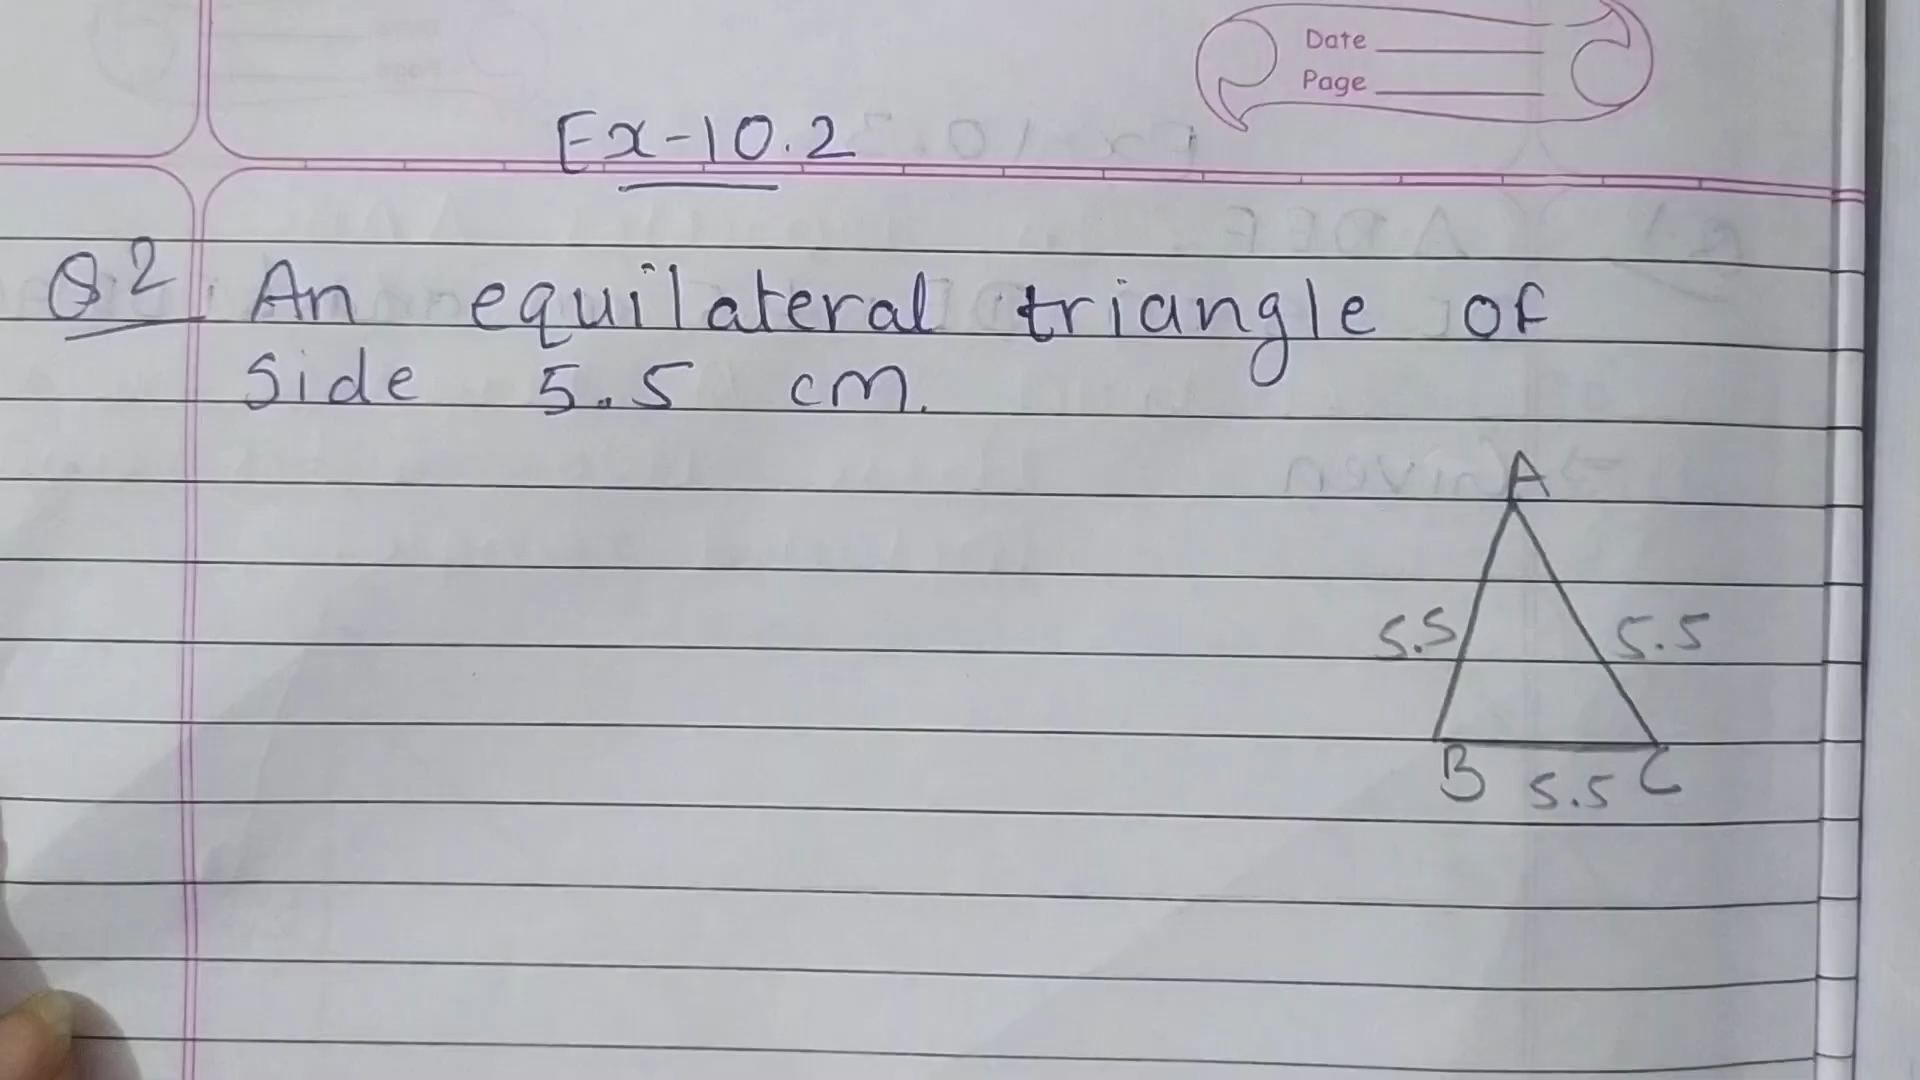 Date
Page
Ex-10.2
Q2. An equilateral triangle of
side 5.5 cm.
A
5.5 5.5
B 5.5 C